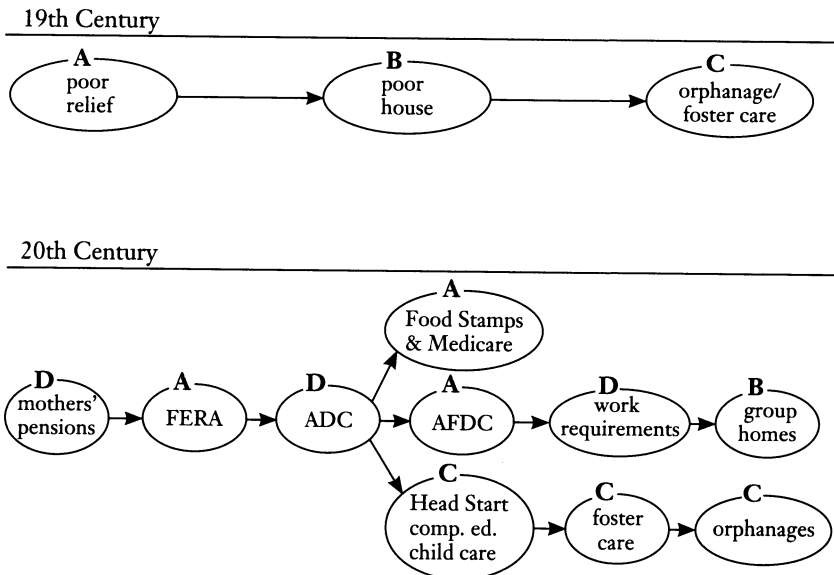 19th Century
A
poor
relief
B
poor
house
C
orphanage/
foster care
20th Century
A
Food Stamps
& Medicare
D
mothers'
pensions
A
FERA
D
ADC
A
AFDC
D
work
requirements
B
group
homes
C
Head Start
comp. ed.
child care
C
foster
care
C
orphanages